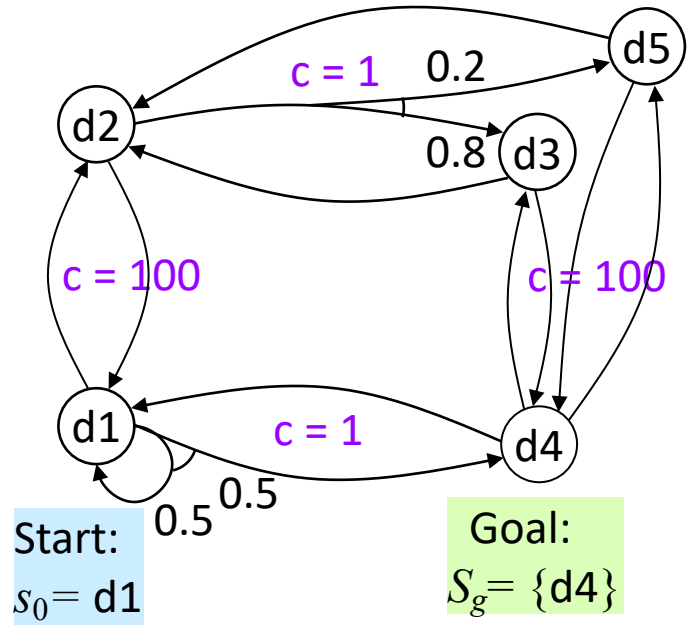 d5
c = 1
0.2
d2
0.8
d3
c = 100
c = 100
d1
c = 1
d4
0.5
0.5
Start:
s₀= d1
Goal:
S_g= {d4}